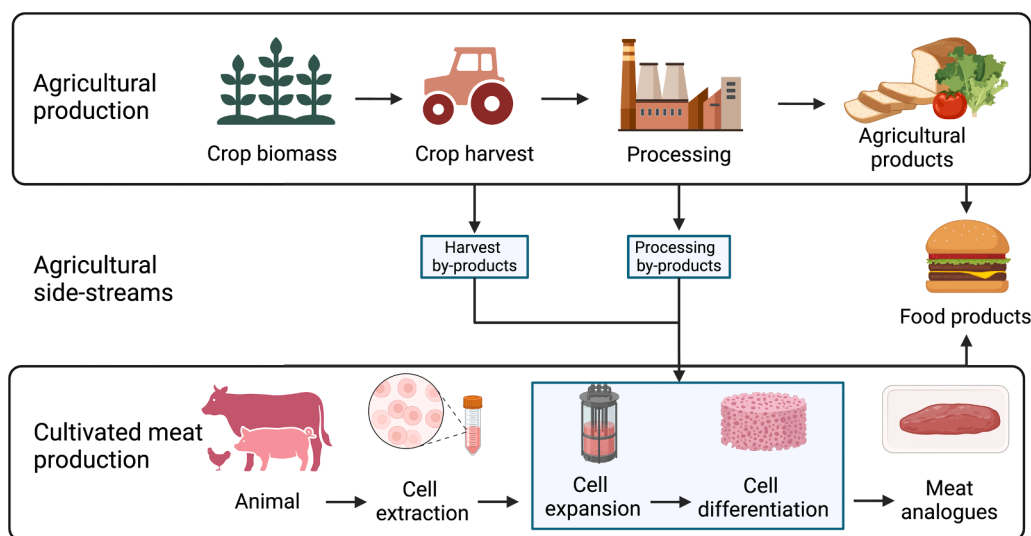 Agricultural
production
Crop biomass
Crop harvest
Processing
Agricultural
products
Agricultural
side-streams
Harvest
by-products
Processing
by-products
Food products
Cultivated meat
production
Animal
Cell
extraction
Cell
expansion
Cell
differentiation
Meat
analogues